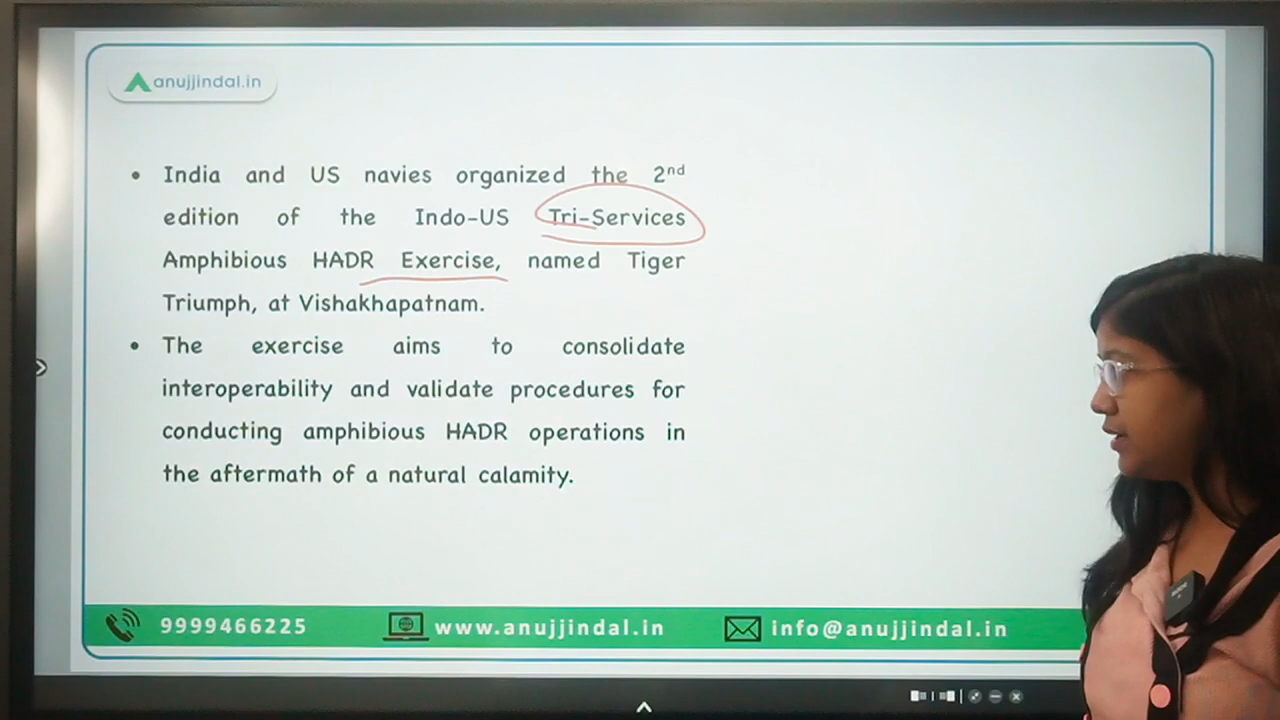 anujjindal.in
• India and US navies organized the 2nd
edition of the Indo-US Tri-Services
Amphibious HADR Exercise, named Tiger
Triumph, at Vishakhapatnam.
• The exercise aims to consolidate
interoperability and validate procedures for
conducting amphibious HADR operations in
the aftermath of a natural calamity.
9999466225 www.anujjindal.in info@anujjindal.in